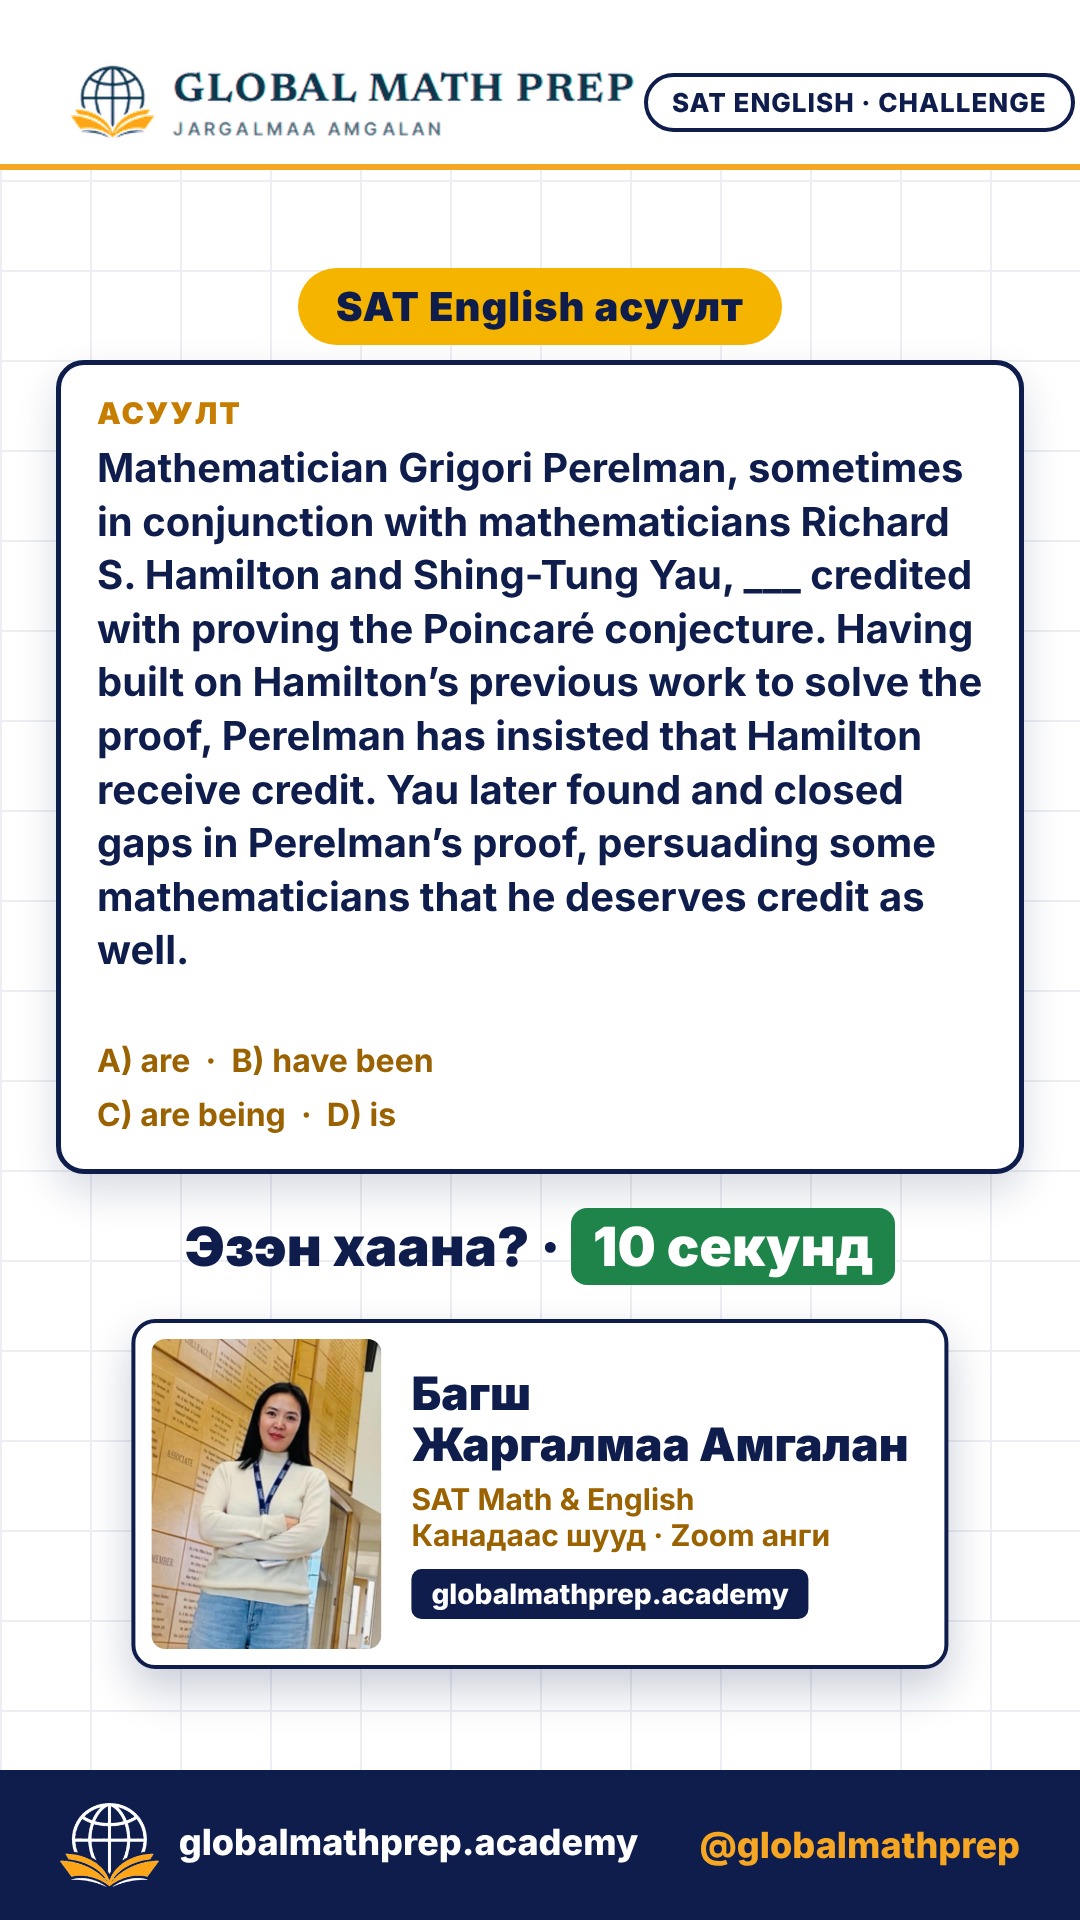 GLOBAL MATH PREP
JARGALMAA AMGALAN
SAT ENGLISH · CHALLENGE
SAT English асуулт
АСУУЛТ
Mathematician Grigori Perelman, sometimes
in conjunction with mathematicians Richard
S. Hamilton and Shing-Tung Yau, ___ credited
with proving the Poincaré conjecture. Having
built on Hamilton’s previous work to solve the
proof, Perelman has insisted that Hamilton
receive credit. Yau later found and closed
gaps in Perelman’s proof, persuading some
mathematicians that he deserves credit as
well.
A) are · B) have been
C) are being · D) is
Эзэн хаана? · 10 секунд
ASSOCIATE
Багш
Жаргалмаа Амгалан
SAT Math & English
Канадаас шууд · Zoom анги
globalmathprep.academy
globalmathprep.academy
@globalmathprep